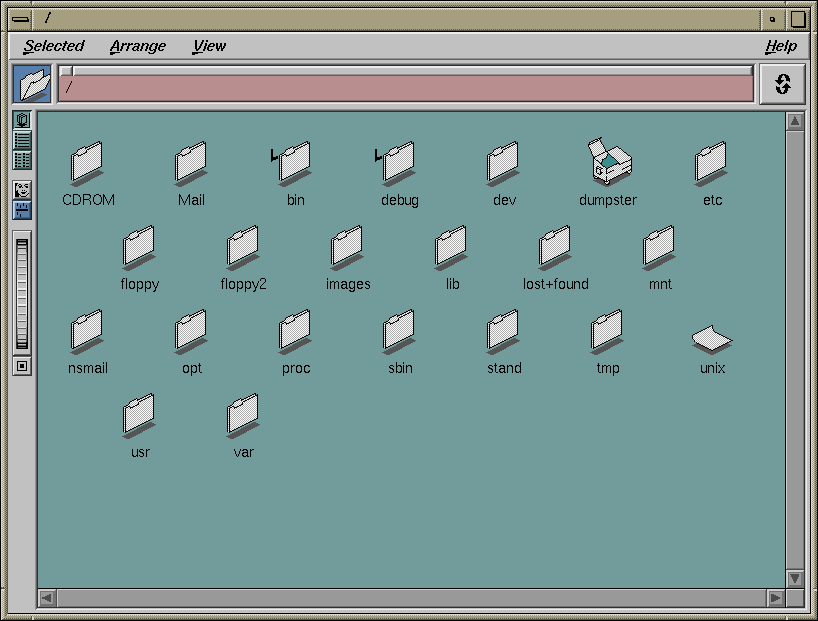 /
Selected Arrange View Help
/
CDROM Mail bin debug dev dumpster etc
floppy floppy2 images lib lost+found mnt
nsmail opt proc sbin stand tmp unix
usr var